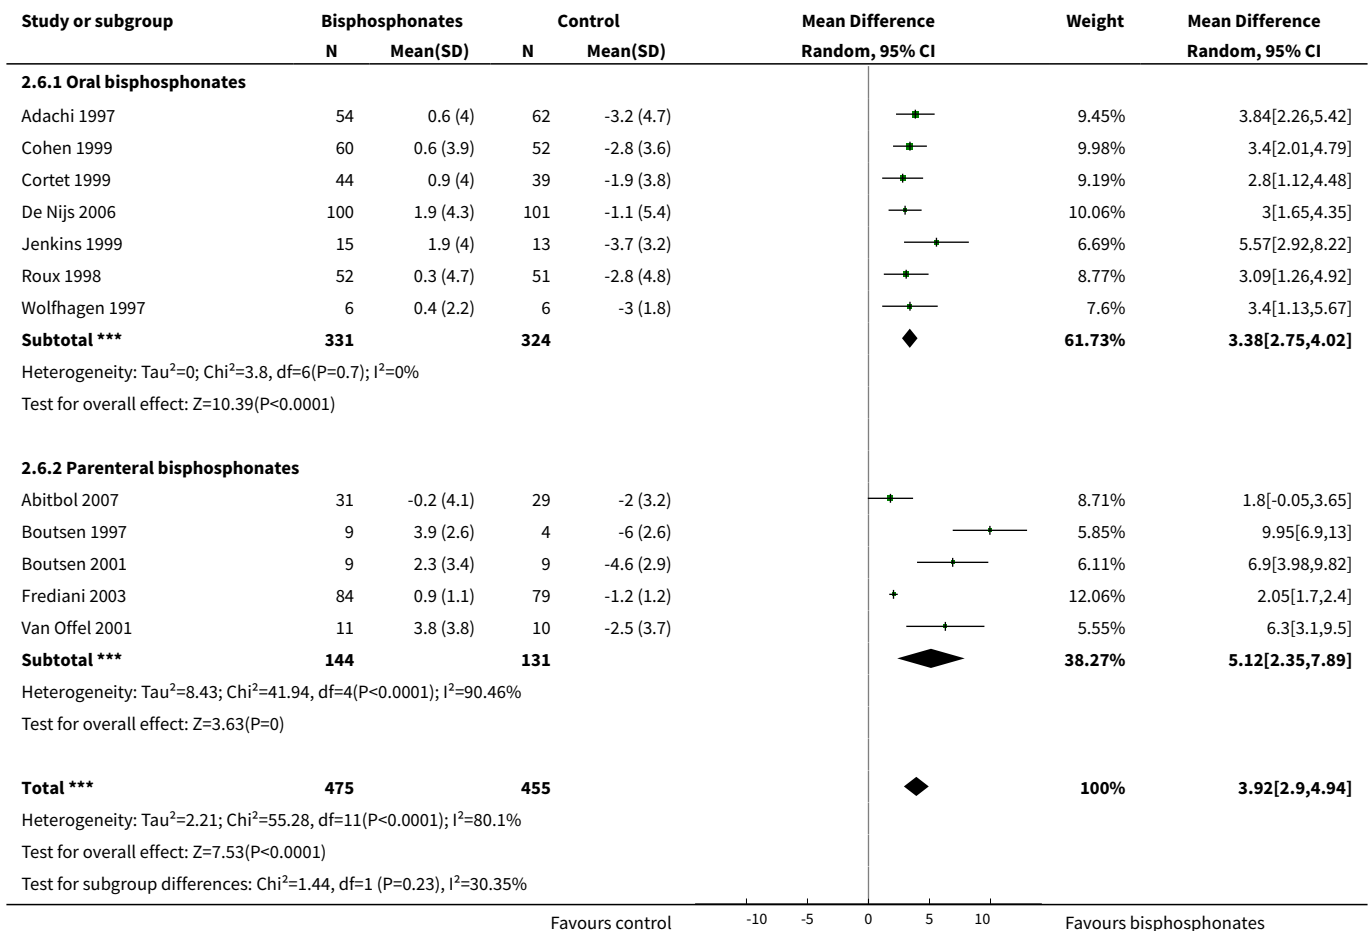 Study or subgroup Bisphosphonates Control Mean Difference Weight Mean Difference
N Mean(SD) N Mean(SD) Random, 95% CI Random, 95% CI
2.6.1 Oral bisphosphonates
Adachi 1997 54 0.6 (4) 62 -3.2 (4.7) 9.45% 3.84[2.26,5.42]
Cohen 1999 60 0.6 (3.9) 52 -2.8 (3.6) 9.98% 3.4[2.01,4.79]
Cortet 1999 44 0.9 (4) 39 -1.9 (3.8) 9.19% 2.8[1.12,4.48]
De Nijs 2006 100 1.9 (4.3) 101 -1.1 (5.4) 10.06% 3[1.65,4.35]
Jenkins 1999 15 1.9 (4) 13 -3.7 (3.2) 6.69% 5.57[2.92,8.22]
Roux 1998 52 0.3 (4.7) 51 -2.8 (4.8) 8.77% 3.09[1.26,4.92]
Wolfhagen 1997 6 0.4 (2.2) 6 -3 (1.8) 7.6% 3.4[1.13,5.67]
Subtotal *** 331 324 61.73% 3.38[2.75,4.02]
Heterogeneity: Tau²=0; Chi²=3.8, df=6(P=0.7); I²=0%
Test for overall effect: Z=10.39(P<0.0001)
2.6.2 Parenteral bisphosphonates
Abitbol 2007 31 -0.2 (4.1) 29 -2 (3.2) 8.71% 1.8[-0.05,3.65]
Boutsen 1997 9 3.9 (2.6) 4 -6 (2.6) 5.85% 9.95[6.9,13]
Boutsen 2001 9 2.3 (3.4) 9 -4.6 (2.9) 6.11% 6.9[3.98,9.82]
Frediani 2003 84 0.9 (1.1) 79 -1.2 (1.2) 12.06% 2.05[1.7,2.4]
Van Offel 2001 11 3.8 (3.8) 10 -2.5 (3.7) 5.55% 6.3[3.1,9.5]
Subtotal *** 144 131 38.27% 5.12[2.35,7.89]
Heterogeneity: Tau²=8.43; Chi²=41.94, df=4(P<0.0001); I²=90.46%
Test for overall effect: Z=3.63(P=0)
Total *** 475 455 100% 3.92[2.9,4.94]
Heterogeneity: Tau²=2.21; Chi²=55.28, df=11(P<0.0001); I²=80.1%
Test for overall effect: Z=7.53(P<0.0001)
Test for subgroup differences: Chi²=1.44, df=1 (P=0.23), I²=30.35%
Favours control -10 -5 0 5 10 Favours bisphosphonates